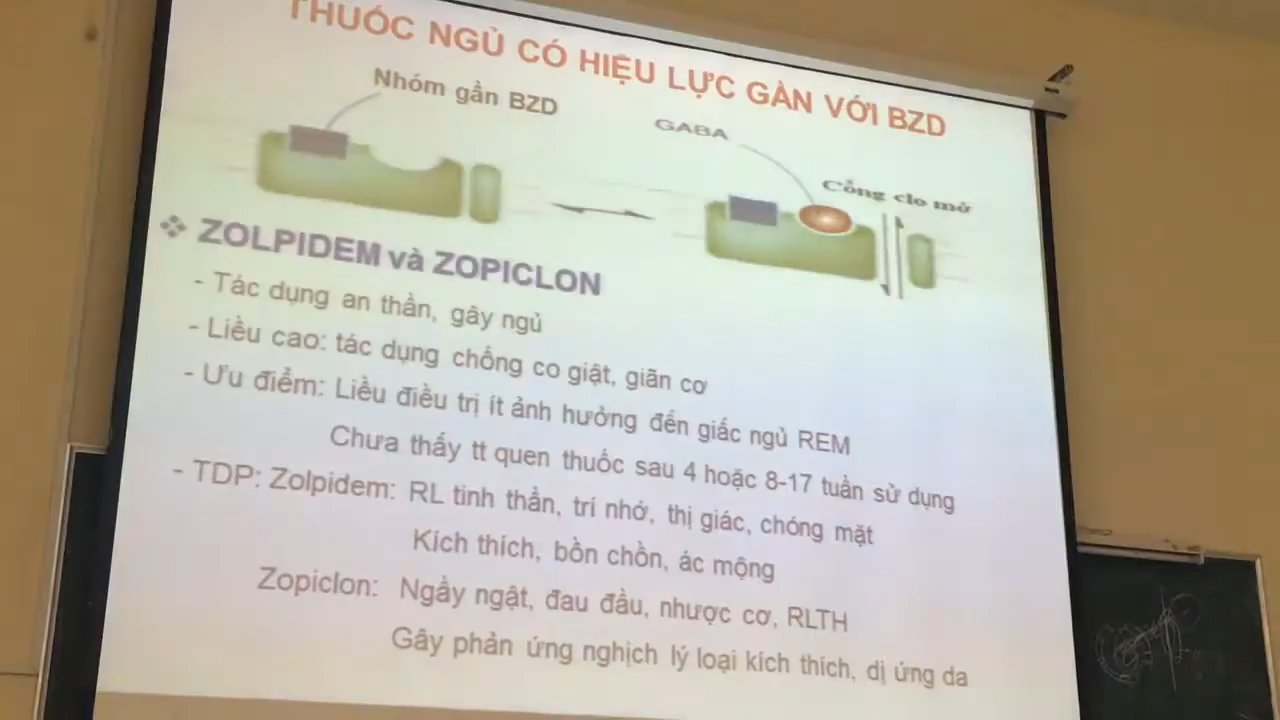 THUỐC NGỦ CÓ HIỆU LỰC GẦN VỚI BZD
Nhóm gần BZD
GABA
Cổng clo mở
❖ ZOLPIDEM và ZOPICLON
- Tác dụng an thần, gây ngủ
- Liều cao: tác dụng chống co giật, giãn cơ
- Ưu điểm: Liều điều trị ít ảnh hưởng đến giấc ngủ REM
Chưa thấy tt quen thuốc sau 4 hoặc 8-17 tuần sử dụng
- TDP: Zolpidem: RL tinh thần, trí nhớ, thị giác, chóng mặt
Kích thích, bồn chồn, ác mộng
Zopiclon: Ngầy ngật, đau đầu, nhược cơ, RLTH
Gây phản ứng nghịch lý loại kích thích, dị ứng da